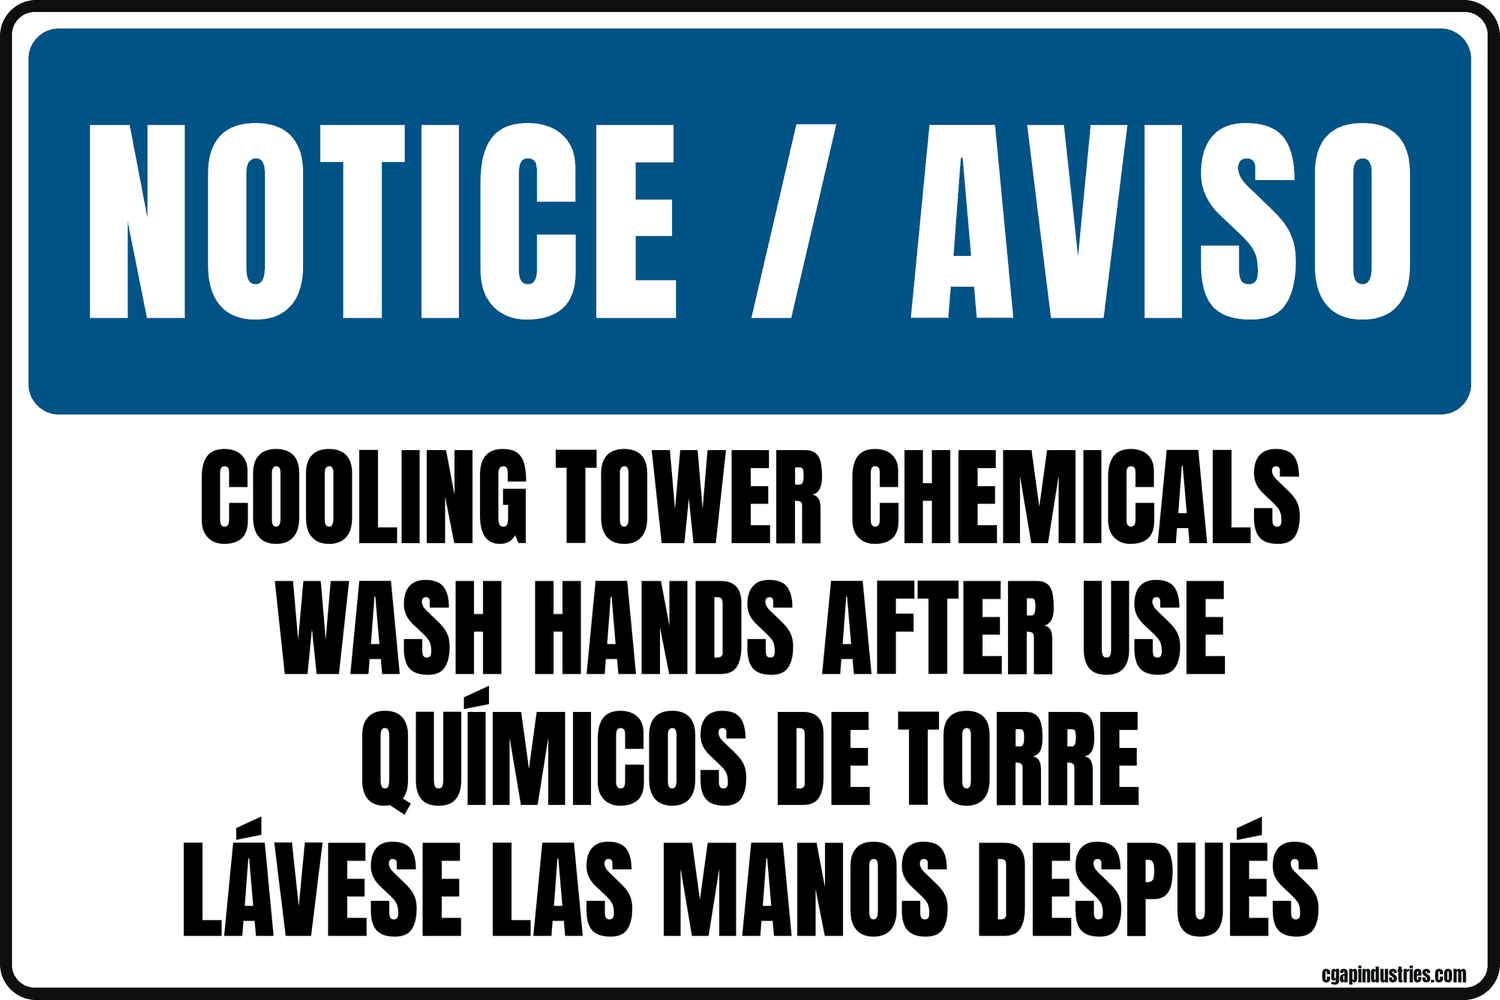 NOTICE / AVISO
COOLING TOWER CHEMICALS
WASH HANDS AFTER USE
QUÍMICOS DE TORRE
LÁVESE LAS MANOS DESPUÉS
cgapindustries.com